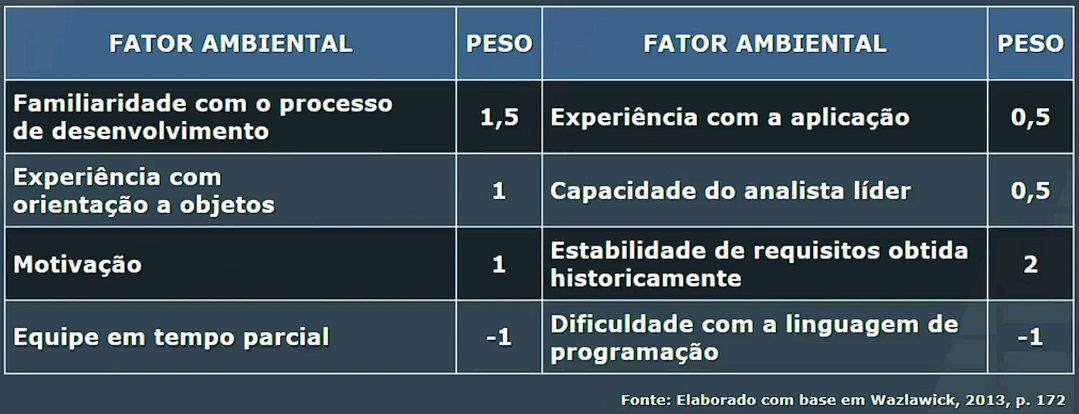 FATOR AMBIENTAL PESO FATOR AMBIENTAL PESO
Familiaridade com o processo
de desenvolvimento
1,5
Experiência com a aplicação
0,5
Experiência com
orientação a objetos
1
Capacidade do analista líder
0,5
Motivação
1
Estabilidade de requisitos obtida
historicamente
2
Equipe em tempo parcial
-1
Dificuldade com a linguagem de
programação
-1
Fonte: Elaborado com base em Wazlawick, 2013, p. 172